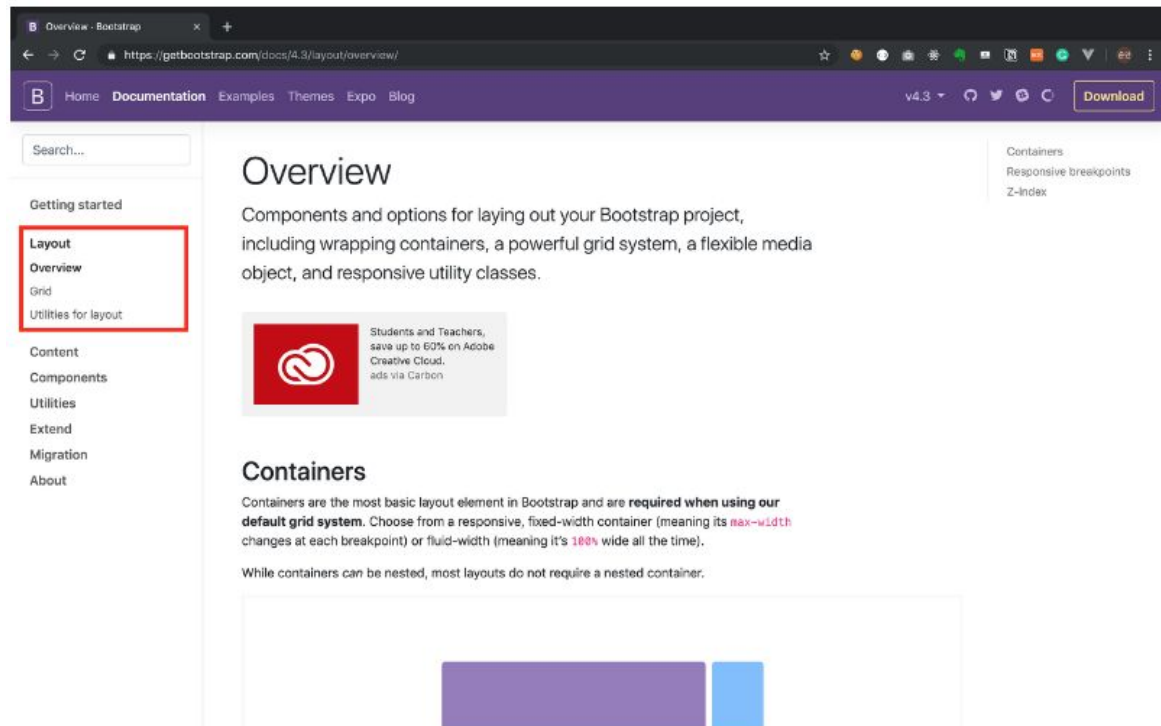 B Overview · Bootstrap × +
https://getbootstrap.com/docs/4.3/layout/overview/
B Home Documentation Examples Themes Expo Blog v4.3 Download
Search...
Getting started
Layout
Overview
Grid
Utilities for layout
Content
Components
Utilities
Extend
Migration
About
Overview
Components and options for laying out your Bootstrap project,
including wrapping containers, a powerful grid system, a flexible media
object, and responsive utility classes.
Students and Teachers,
save up to 60% on Adobe
Creative Cloud.
ads via Carbon
Containers
Containers are the most basic layout element in Bootstrap and are required when using our
default grid system. Choose from a responsive, fixed-width container (meaning its max-width
changes at each breakpoint) or fluid-width (meaning it's 100% wide all the time).
While containers can be nested, most layouts do not require a nested container.
Containers
Responsive breakpoints
Z-index